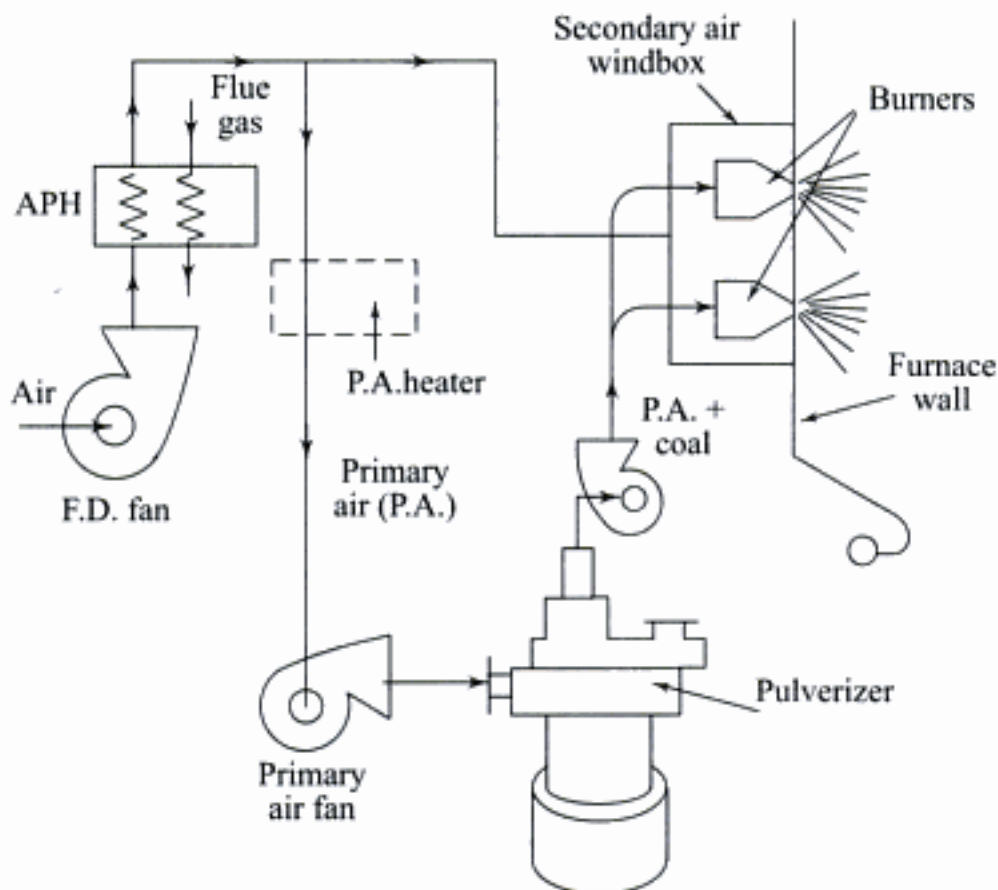 Secondary air
windbox
Burners
Flue
gas
APH
Air
F.D. fan
P.A.heater
Primary
air (P.A.)
P.A. +
coal
Furnace
wall
Pulverizer
Primary
air fan